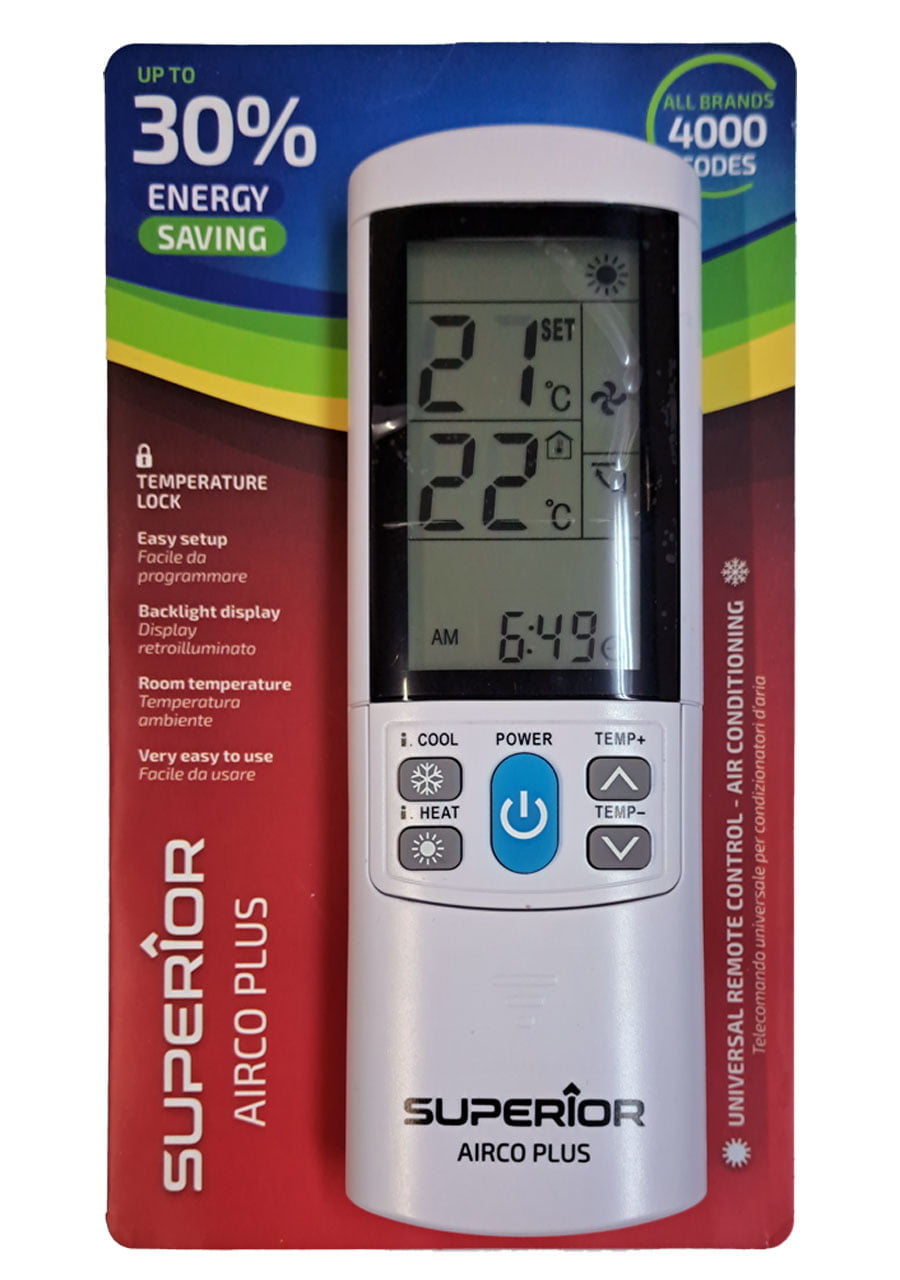 UP TO
30%
ENERGY
SAVING
ALL BRANDS
4000
CODES
TEMPERATURE
LOCK
Easy setup
Facile da
programmare
Backlight display
Display
retroilluminato
Room temperature
Temperatura
ambiente
Very easy to use
Facile da usare
SUPERIOR
AIRCO PLUS
21 SET
°C
22
°C
AM 6:49
i. COOL
POWER
TEMP+
i. HEAT
TEMP−
SUPERIOR
AIRCO PLUS
UNIVERSAL REMOTE CONTROL - AIR CONDITIONING
Telecomando universale per condizionatori d'aria